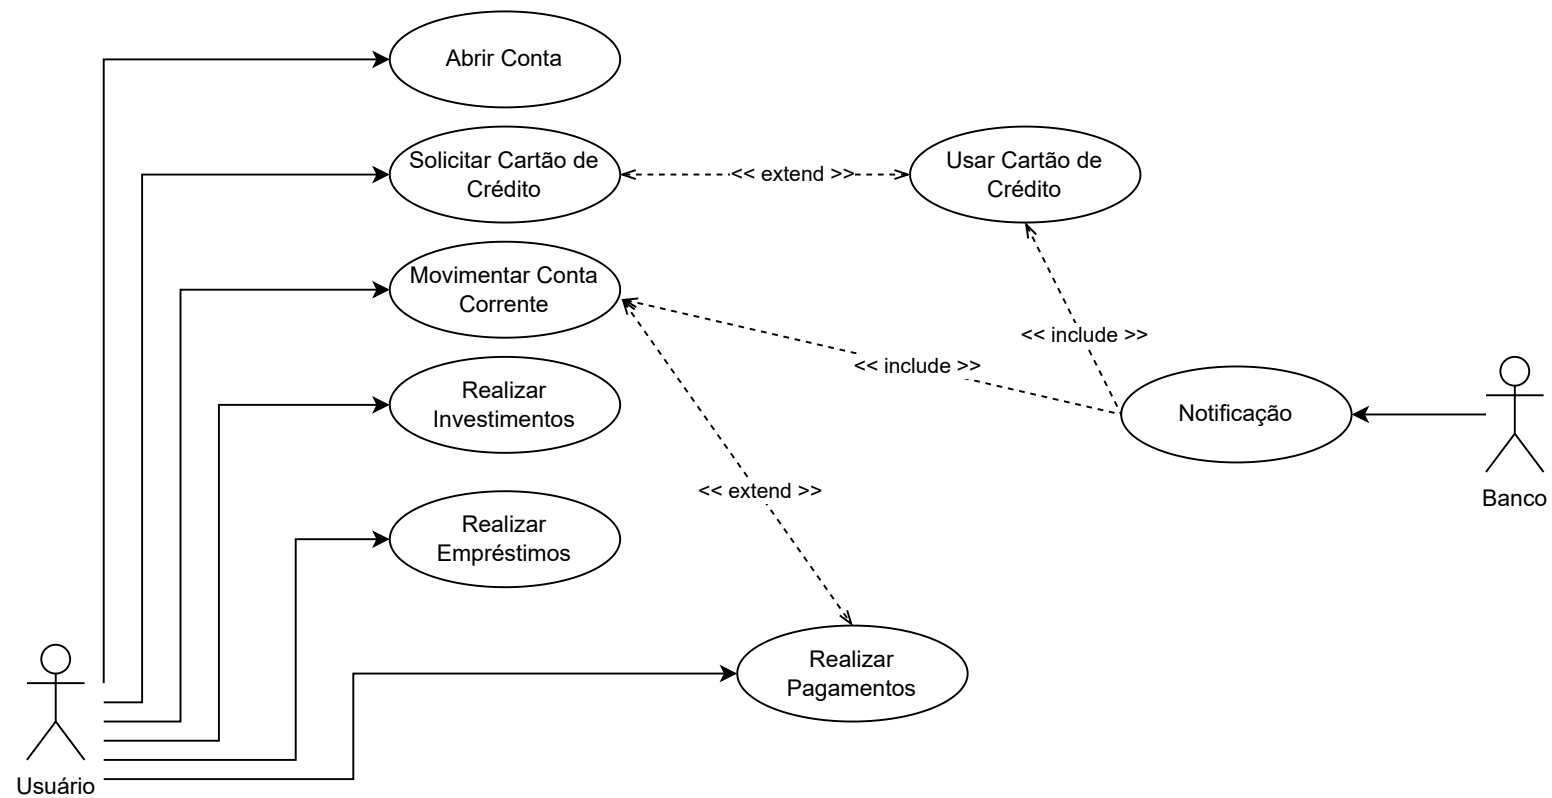 Abrir Conta
Solicitar Cartão de
Crédito
<< extend >>
Usar Cartão de
Crédito
Movimentar Conta
Corrente
<< include >>
<< include >>
Realizar
Investimentos
Notificação
Banco
<< extend >>
Realizar
Empréstimos
Realizar
Pagamentos
Usuário